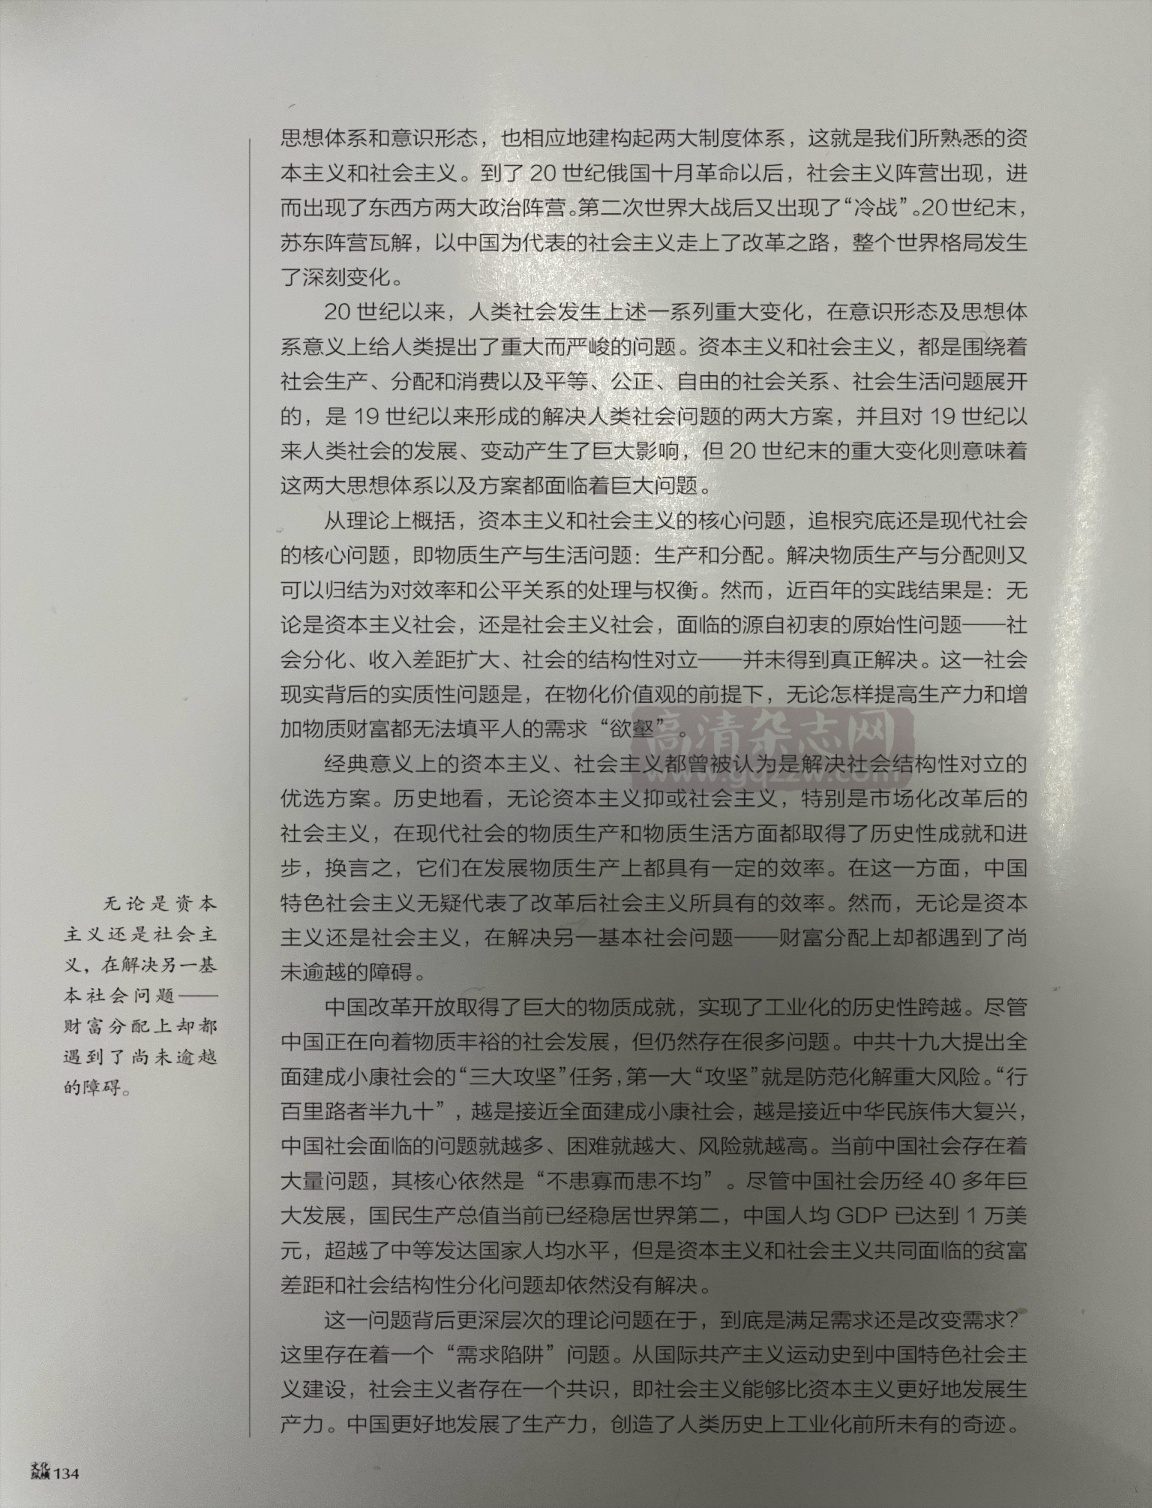 思想体系和意识形态，也相应地建构起两大制度体系，这就是我们所熟悉的资
本主义和社会主义。到了 20 世纪俄国十月革命以后，社会主义阵营出现，进
而出现了东西方两大政治阵营。第二次世界大战后又出现了“冷战”。20世纪末，
苏东阵营瓦解，以中国为代表的社会主义走上了改革之路，整个世界格局发生
了深刻变化。
20 世纪以来，人类社会发生上述一系列重大变化，在意识形态及思想体
系意义上给人类提出了重大而严峻的问题。资本主义和社会主义，都是围绕着
社会生产、分配和消费以及平等、公正、自由的社会关系、社会生活问题展开
的，是 19 世纪以来形成的解决人类社会问题的两大方案，并且对 19 世纪以
来人类社会的发展、变动产生了巨大影响，但 20 世纪末的重大变化则意味着
这两大思想体系以及方案都面临着巨大问题。
从理论上概括，资本主义和社会主义的核心问题，追根究底还是现代社会
的核心问题，即物质生产与生活问题：生产和分配。解决物质生产与分配则又
可以归结为对效率和公平关系的处理与权衡。然而，近百年的实践结果是：无
论是资本主义社会，还是社会主义社会，面临的源自初衷的原始性问题——社
会分化、收入差距扩大、社会的结构性对立——并未得到真正解决。这一社会
现实背后的实质性问题是，在物化价值观的前提下，无论怎样提高生产力和增
加物质财富都无法填平人的需求“欲壑”。
高清杂志网
www.gqzzw.com
经典意义上的资本主义、社会主义都曾被认为是解决社会结构性对立的
优选方案。历史地看，无论资本主义抑或社会主义，特别是市场化改革后的
社会主义，在现代社会的物质生产和物质生活方面都取得了历史性成就和进
步，换言之，它们在发展物质生产上都具有一定的效率。在这一方面，中国
特色社会主义无疑代表了改革后社会主义所具有的效率。然而，无论是资本
主义还是社会主义，在解决另一基本社会问题——财富分配上却都遇到了尚
未逾越的障碍。
中国改革开放取得了巨大的物质成就，实现了工业化的历史性跨越。尽管
中国正在向着物质丰裕的社会发展，但仍然存在很多问题。中共十九大提出全
面建成小康社会的“三大攻坚”任务，第一大“攻坚”就是防范化解重大风险。“行
百里路者半九十”，越是接近全面建成小康社会，越是接近中华民族伟大复兴，
中国社会面临的问题就越多、困难就越大、风险就越高。当前中国社会存在着
大量问题，其核心依然是“不患寡而患不均”。尽管中国社会历经 40 多年巨
大发展，国民生产总值当前已经稳居世界第二，中国人均 GDP 已达到 1 万美
元，超越了中等发达国家人均水平，但是资本主义和社会主义共同面临的贫富
差距和社会结构性分化问题却依然没有解决。
这一问题背后更深层次的理论问题在于，到底是满足需求还是改变需求？
这里存在着一个“需求陷阱”问题。从国际共产主义运动史到中国特色社会主
义建设，社会主义者存在一个共识，即社会主义能够比资本主义更好地发展生
产力。中国更好地发展了生产力，创造了人类历史上工业化前所未有的奇迹。
无论是资本
主义还是社会主
义，在解决另一基
本社会问题——
财富分配上却都
遇到了尚未逾越
的障碍。
文化
纵横 134